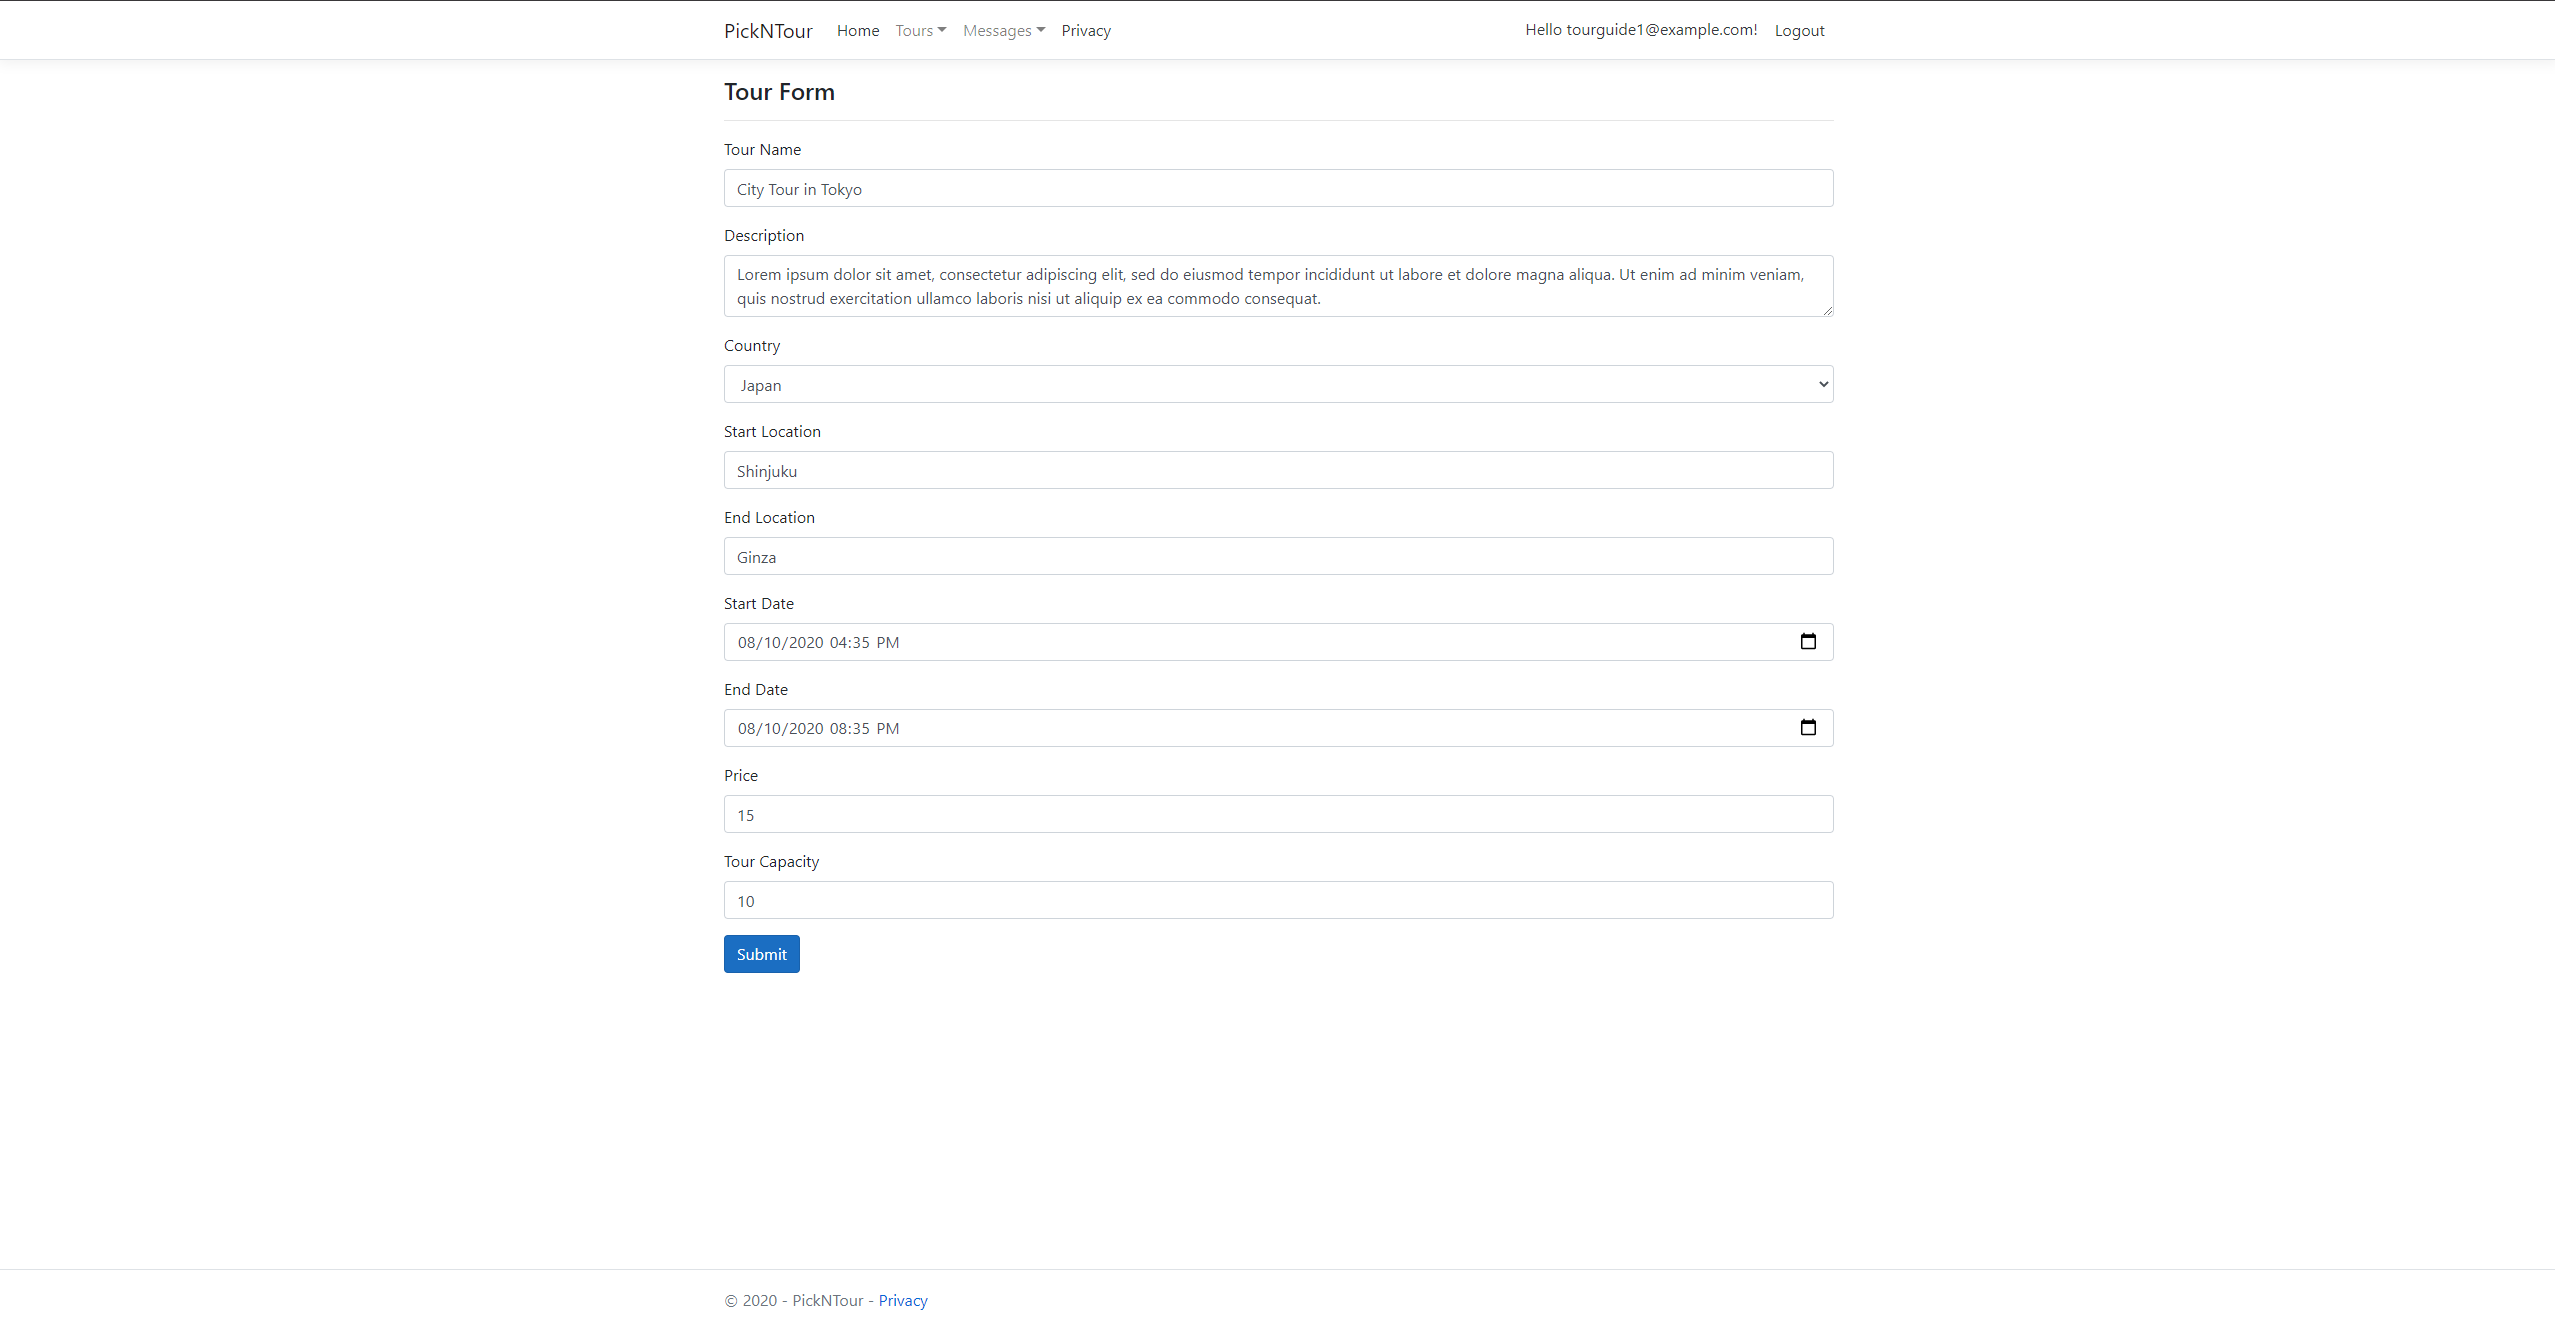 PickNTour Home Tours Messages Privacy Hello tourguide1@example.com! Logout
Tour Form
Tour Name
City Tour in Tokyo
Description
Lorem ipsum dolor sit amet, consectetur adipiscing elit, sed do eiusmod tempor incididunt ut labore et dolore magna aliqua. Ut enim ad minim veniam,
quis nostrud exercitation ullamco laboris nisi ut aliquip ex ea commodo consequat.
Country
Japan
Start Location
Shinjuku
End Location
Ginza
Start Date
08/10/2020 04:35 PM
End Date
08/10/2020 08:35 PM
Price
15
Tour Capacity
10
Submit
© 2020 - PickNTour - Privacy